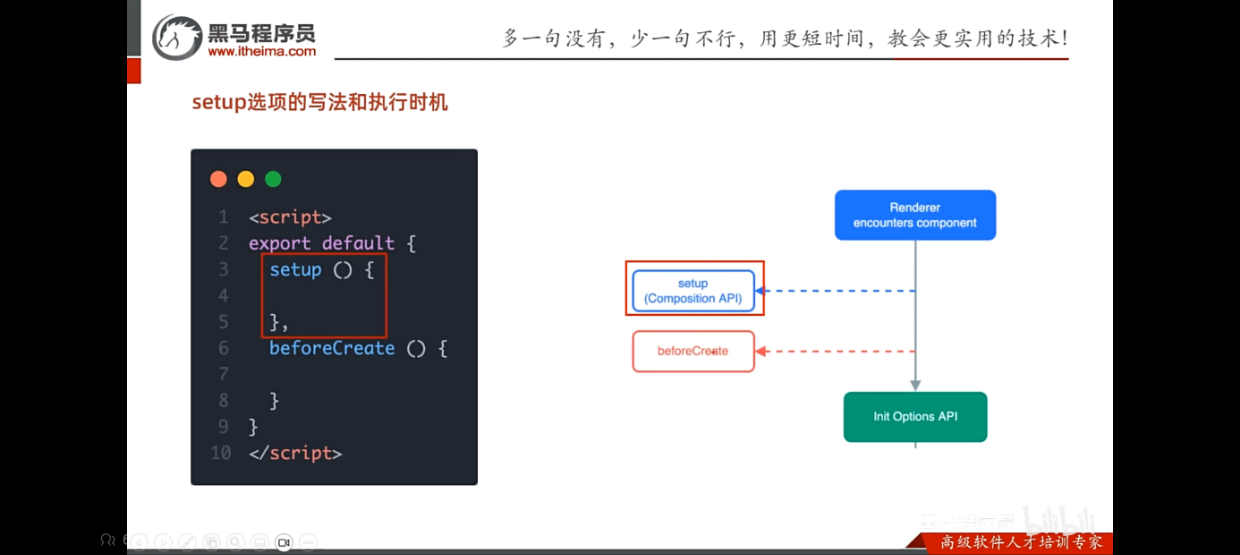 黑马程序员
www.itheima.com
多一句没有，少一句不行，用更短时间，教会更实用的技术！
setup选项的写法和执行时机
1 <script>
2 export default {
3 setup () {
4
5 },
6 beforeCreate () {
7
8 }
9 }
10 </script>
Renderer
encounters component
setup
(Composition API)
beforeCreate
Init Options API
bilibili
高级软件人才培训专家